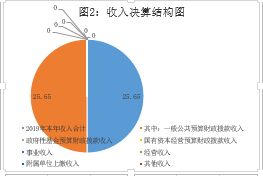 图2：收入决算结构图
0
0
0
0
0
0
25.65
25.65
2019年本年收入合计
其中：一般公共预算财政拨款收入
政府性基金预算财政拨款收入
国有资本经营预算财政拨款收入
事业收入
经营收入
附属单位上缴收入
其他收入